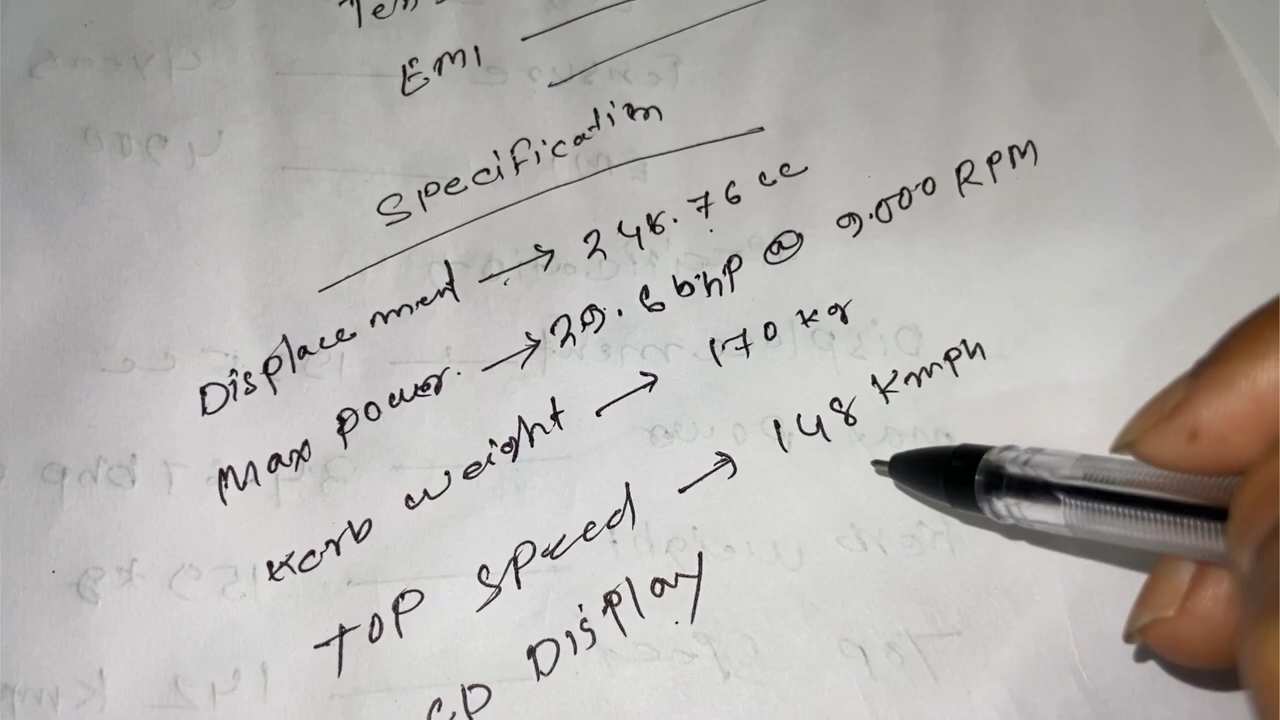 EMI
Specification
Displacement → 248.76 cc
Max power. → 29.6 bhp @ 9.000 RPM
Kerb weight → 170 kg
TOP Speed → 148 Kmph
CD Display